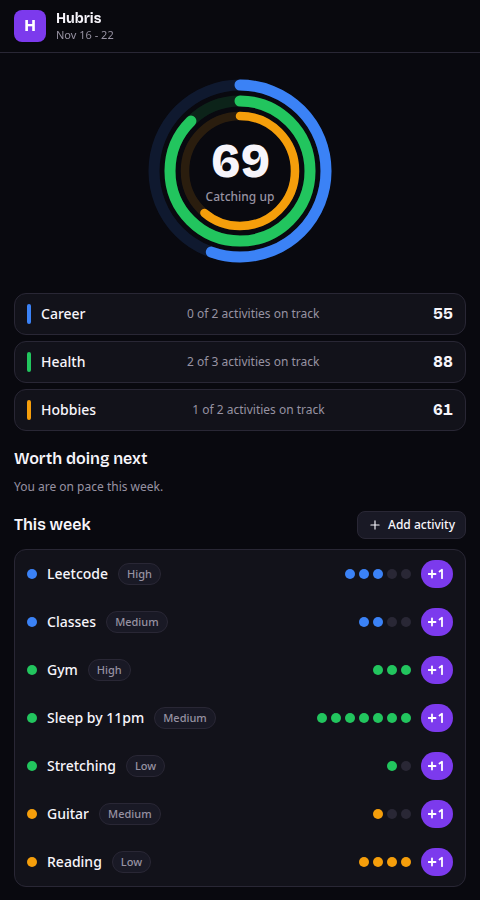 H
Hubris
Nov 16 - 22
69
Catching up
Career 0 of 2 activities on track 55
Health 2 of 3 activities on track 88
Hobbies 1 of 2 activities on track 61
Worth doing next
You are on pace this week.
This week + Add activity
Leetcode High +1
Classes Medium +1
Gym High +1
Sleep by 11pm Medium +1
Stretching Low +1
Guitar Medium +1
Reading Low +1